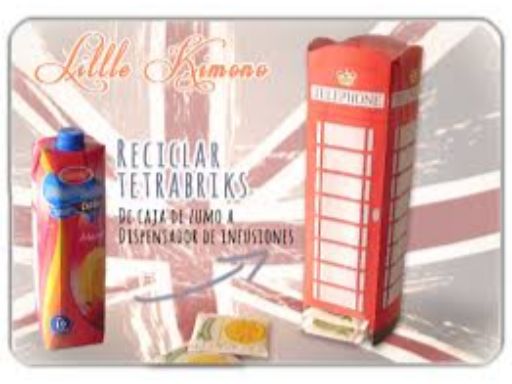 Little Kimono
TELEPHONE
RECICLAR
TETRABRIKS
DE CAJA DE ZUMO A
DISPENSADOR DE INFUSIONES